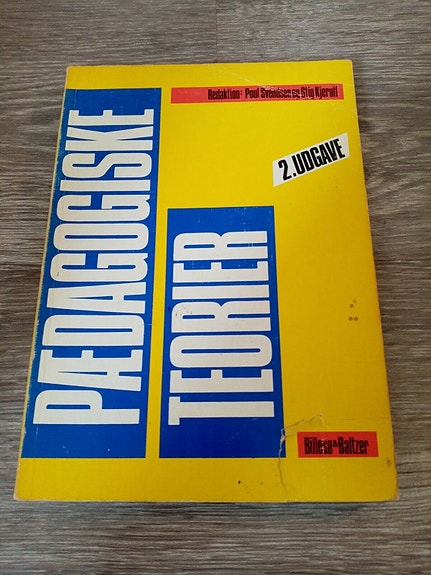 Redaktion: Poul Svendsen og Stig Kjerulf
2. UDGAVE
PÆDAGOGISKE
TEORIER
Billesø & Baltzer